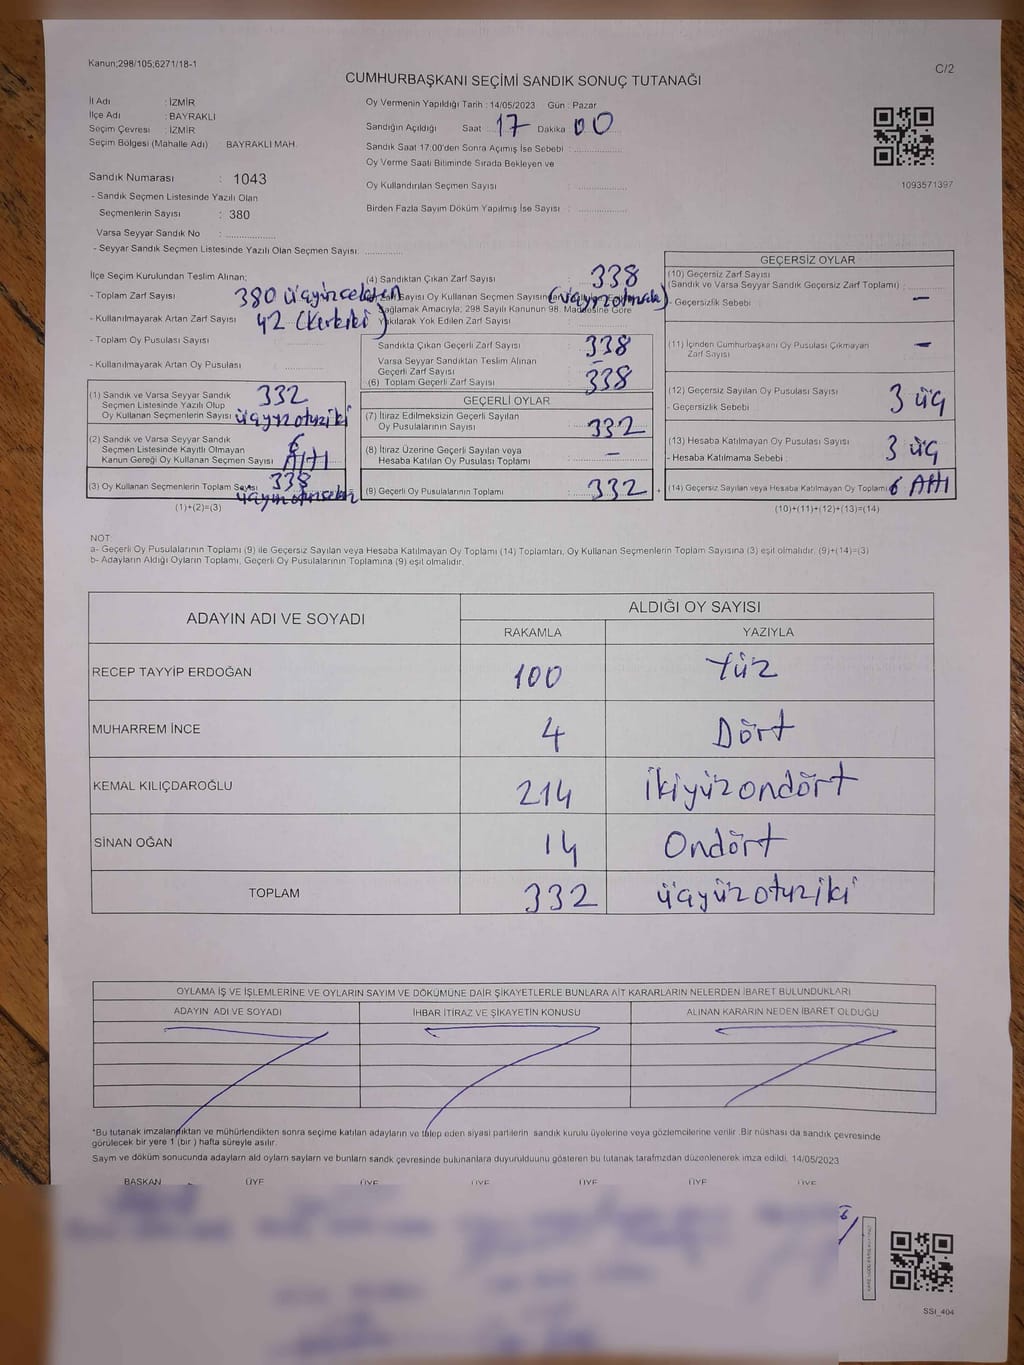 Kanun;298/105;6271/18-1
C/2
CUMHURBAŞKANI SEÇİMİ SANDIK SONUÇ TUTANAĞI
İl Adı : İZMİR
İlçe Adı : BAYRAKLI
Seçim Çevresi : İZMİR
Seçim Bölgesi (Mahalle Adı) BAYRAKLI MAH.
Oy Vermenin Yapıldığı Tarih : 14/05/2023 Gün : Pazar
Sandığın Açıldığı Saat 17 Dakika 00
Sandık Saat 17:00'den Sonra Açımış İse Sebebi :
Oy Verme Saati Bitiminde Sırada Bekleyen ve
Oy Kullandırılan Seçmen Sayısı :
Birden Fazla Sayım Döküm Yapılmış İse Sayısı :
1093571397
Sandık Numarası : 1043
- Sandık Seçmen Listesinde Yazılı Olan
Seçmenlerin Sayısı : 380
Varsa Seyyar Sandık No :
- Seyyar Sandık Seçmen Listesinde Yazılı Olan Seçmen Sayısı:
İlçe Seçim Kurulundan Teslim Alınan;
- Toplam Zarf Sayısı 380 üçyüzseksen
- Kullanılmayarak Artan Zarf Sayısı 42 (Kırkiki)
- Toplam Oy Pusulası Sayısı :
- Kullanılmayarak Artan Oy Pusulası
(1) Sandık ve Varsa Seyyar Sandık
Seçmen Listesinde Yazılı Olup
Oy Kullanan Seçmenlerin Sayısı
332
üçyüzotuziki
(2) Sandık ve Varsa Seyyar Sandık
Seçmen Listesinde Kayıtlı Olmayan
Kanun Gereği Oy Kullanan Seçmen Sayısı
6
Altı
(3) Oy Kullanan Seçmenlerin Toplam Sayısı
338
üçyüzotuzsekiz
(1)+(2)=(3)
(4) Sandıktan Çıkan Zarf Sayısı : 338
Sağlamak Amacıyla; 298 Sayılı Kanunun 98. Maddesine Göre
Yakılarak Yok Edilen Zarf Sayısı :
Sandıkta Çıkan Geçerli Zarf Sayısı : 338
Varsa Seyyar Sandıktan Teslim Alınan
Geçerli Zarf Sayısı : –
(6) Toplam Geçerli Zarf Sayısı : 338
GEÇERLİ OYLAR
(7) İtiraz Edilmeksizin Geçerli Sayılan
Oy Pusulalarının Sayısı : 332
(8) İtiraz Üzerine Geçerli Sayılan veya
Hesaba Katılan Oy Pusulası Toplamı : –
(9) Geçerli Oy Pusulalarının Toplamı : 332
GEÇERSİZ OYLAR
(10) Geçersiz Zarf Sayısı
(Sandık ve Varsa Seyyar Sandık Geçersiz Zarf Toplamı) :
- Geçersizlik Sebebi : –
(11) İçinden Cumhurbaşkanı Oy Pusulası Çıkmayan
Zarf Sayısı –
(12) Geçersiz Sayılan Oy Pusulası Sayısı
- Geçersizlik Sebebi : 3 üç
(13) Hesaba Katılmayan Oy Pusulası Sayısı
- Hesaba Katılmama Sebebi : 3 üç
(14) Geçersiz Sayılan veya Hesaba Katılmayan Oy Toplamı 6 Altı
(10)+(11)+(12)+(13)=(14)
NOT
a- Geçerli Oy Pusulalarının Toplamı (9) ile Geçersiz Sayılan veya Hesaba Katılmayan Oy Toplamı (14) Toplamları, Oy Kullanan Seçmenlerin Toplam Sayısına (3) eşit olmalıdır. (9)+(14)=(3)
b- Adayların Aldığı Oyların Toplamı, Geçerli Oy Pusulalarının Toplamına (9) eşit olmalıdır.
ADAYIN ADI VE SOYADI
ALDIĞI OY SAYISI
RAKAMLA YAZIYLA
RECEP TAYYİP ERDOĞAN 100 Yüz
MUHARREM İNCE 4 Dört
KEMAL KILIÇDAROĞLU 214 ikiyüzondört
SİNAN OĞAN 14 Ondört
TOPLAM 332 üçyüzotuziki
OYLAMA İŞ VE İŞLEMLERİNE VE OYLARIN SAYIM VE DÖKÜMÜNE DAİR ŞİKAYETLERLE BUNLARA AİT KARARLARIN NELERDEN İBARET BULUNDUKLARI
ADAYIN ADI VE SOYADI İHBAR İTİRAZ VE ŞİKAYETİN KONUSU ALINAN KARARIN NEDEN İBARET OLDUĞU
*Bu tutanak imzalandıktan ve mühürlendikten sonra seçime katılan adayların ve talep eden siyasi partilerin sandık kurulu üyelerine veya gözlemcilerine verilir. Bir nüshası da sandık çevresinde
görülecek bir yere 1 (bir ) hafta süreyle asılır.
Sayım ve döküm sonucunda adayların ald oyların sayları ve bunların sandk çevresinde bulunanlara duyurulduunu gösteren bu tutanak tarafmzdan düzenlenerek imza edildi. 14/05/2023
BAŞKAN ÜYE ÜYE ÜYE ÜYE ÜYE ÜYE
SSI_404